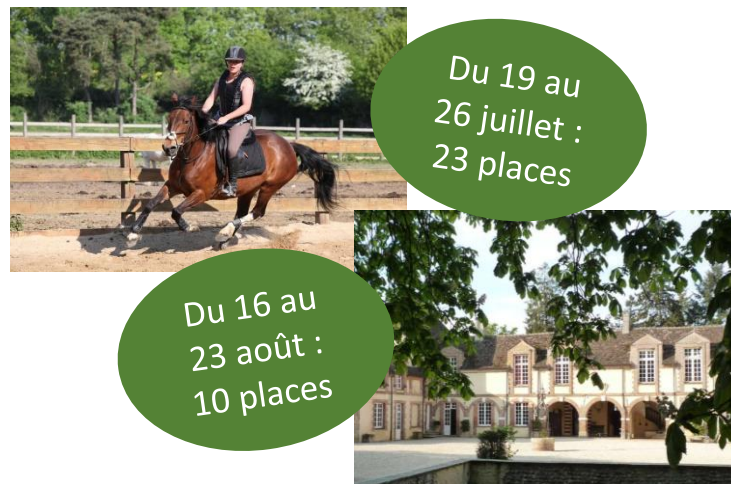 Du 19 au
26 juillet :
23 places
Du 16 au
23 août :
10 places